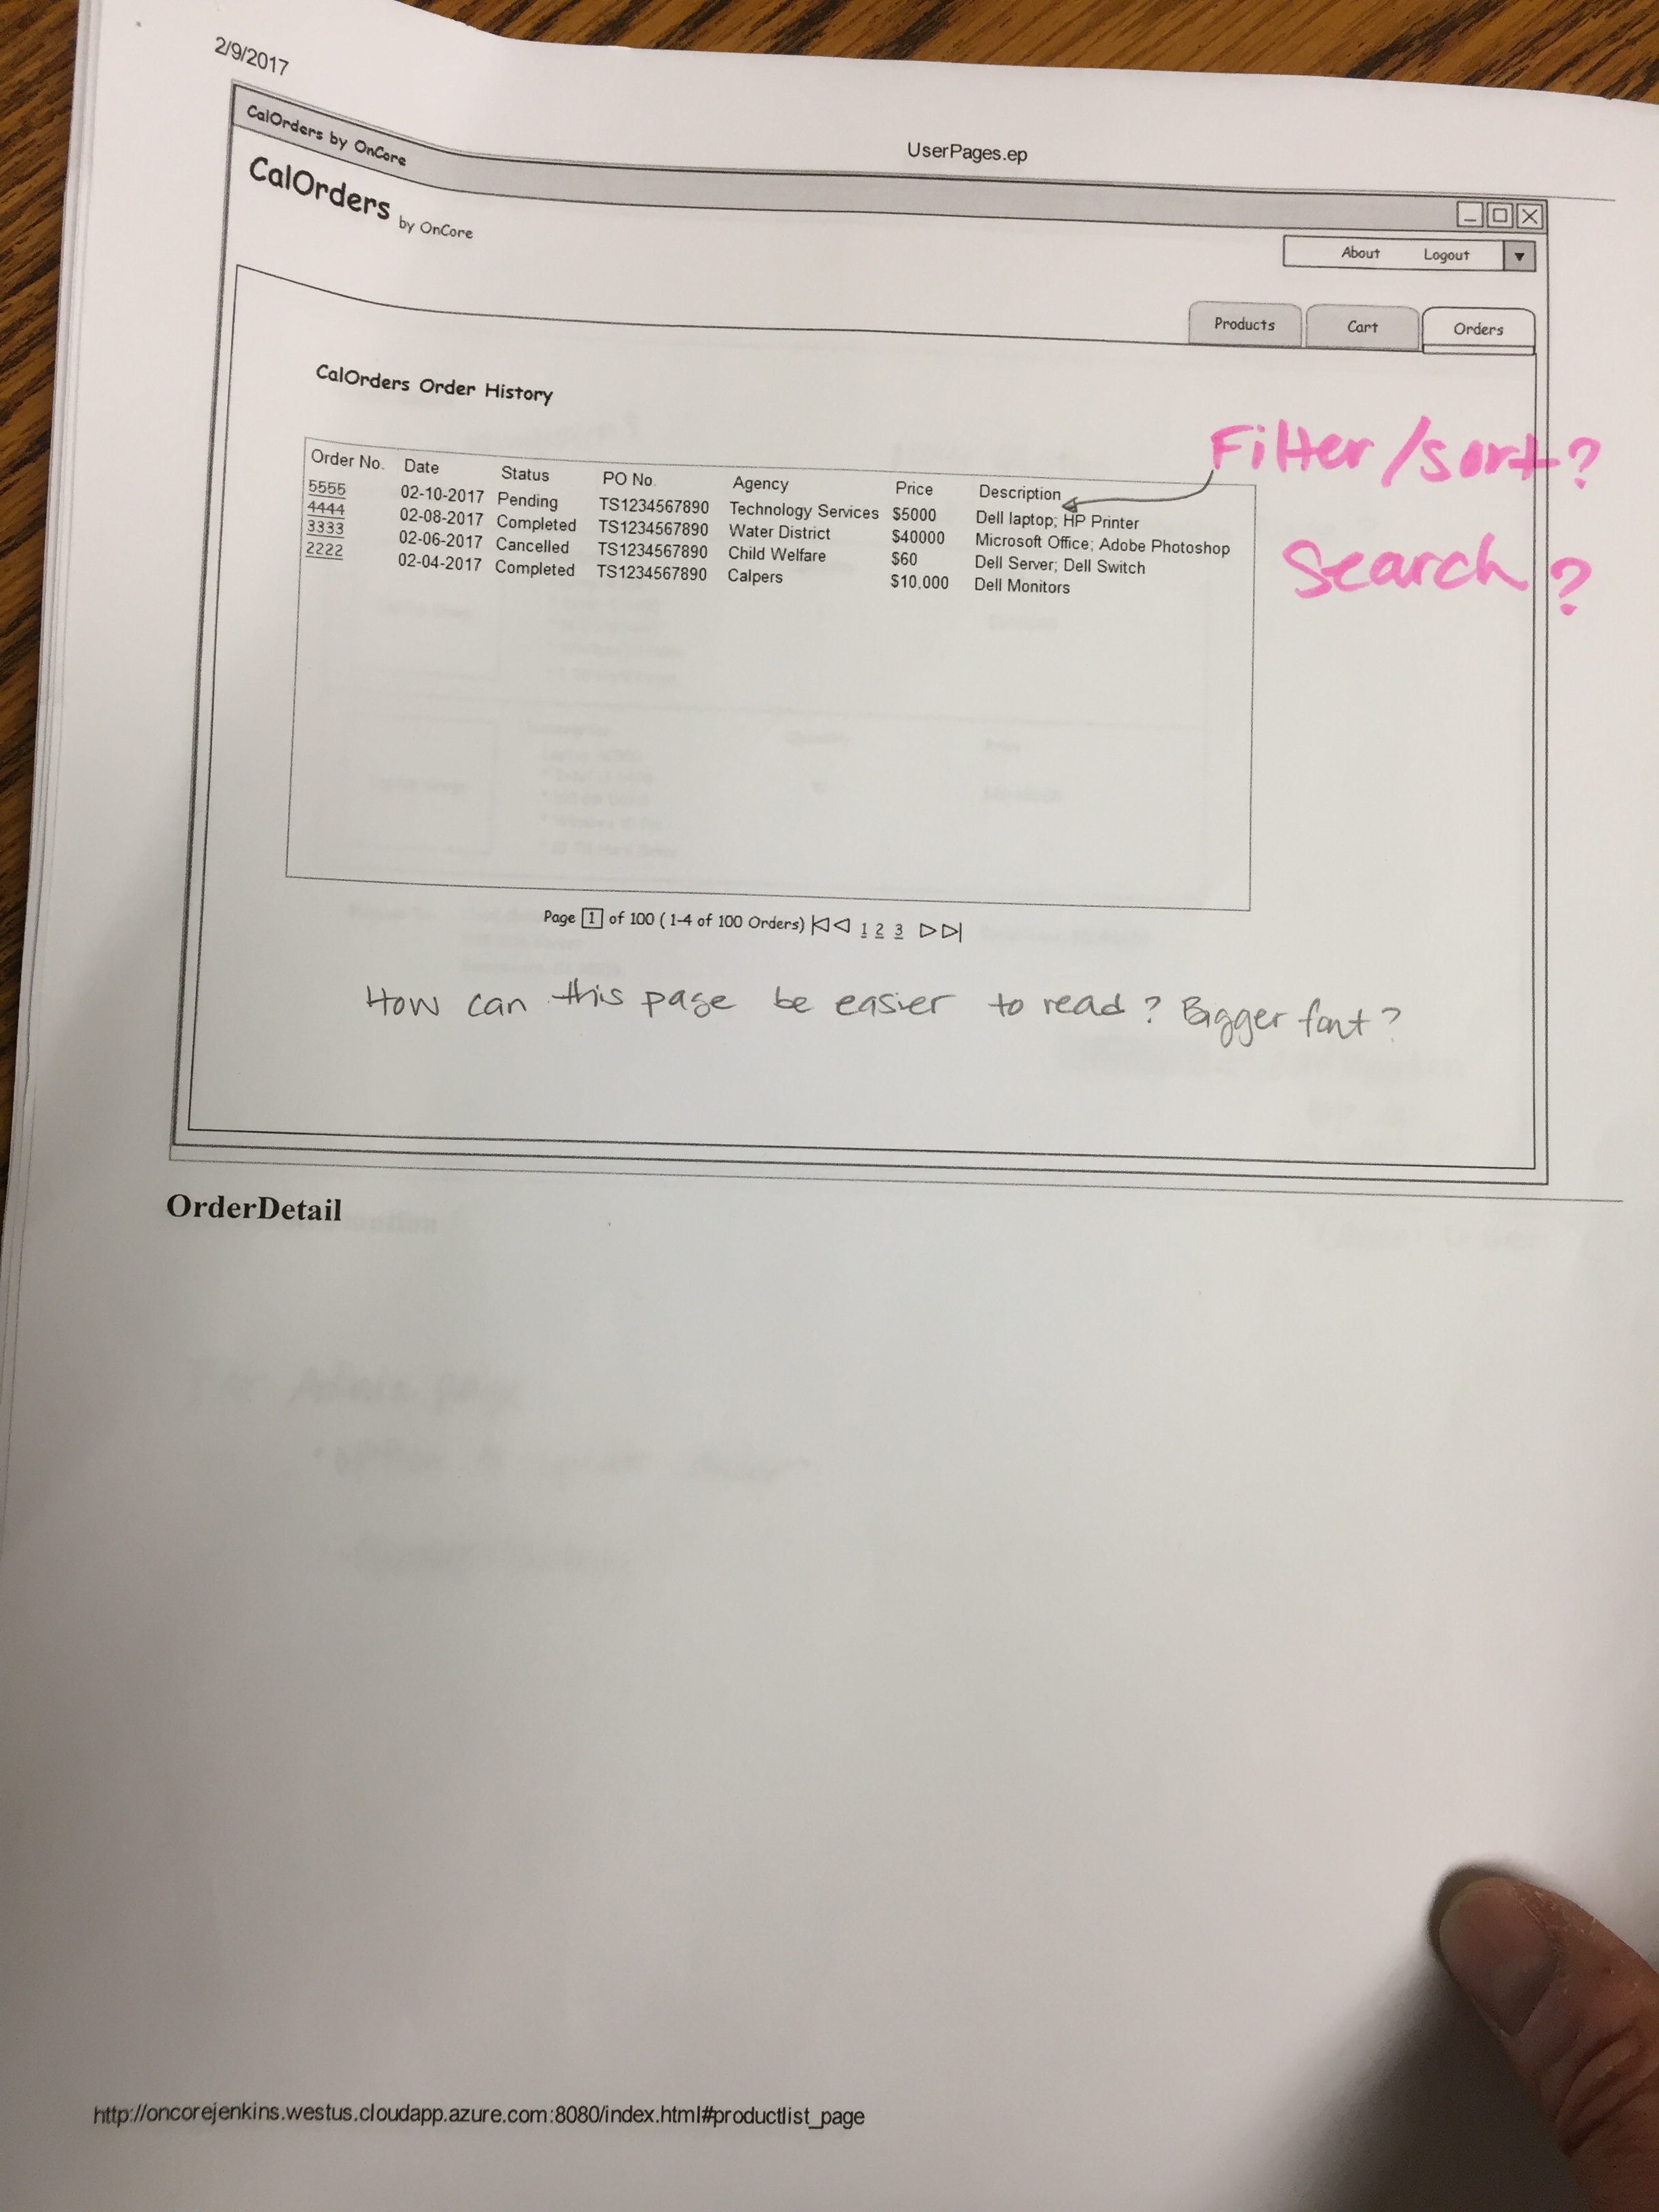 2/9/2017
UserPages.ep
CalOrders by OnCore
CalOrders by OnCore
About Logout
Products Cart Orders
CalOrders Order History
Filter/sort?
Search?
Order No. Date Status PO No. Agency Price Description
5555 02-10-2017 Pending TS1234567890 Technology Services $5000 Dell laptop; HP Printer
4444 02-08-2017 Completed TS1234567890 Water District $40000 Microsoft Office; Adobe Photoshop
3333 02-06-2017 Cancelled TS1234567890 Child Welfare $60 Dell Server; Dell Switch
2222 02-04-2017 Completed TS1234567890 Calpers $10,000 Dell Monitors
Page 1 of 100 ( 1-4 of 100 Orders) 1 2 3
How can this page be easier to read? Bigger font?
OrderDetail
http://oncorejenkins.westus.cloudapp.azure.com:8080/index.html#productlist_page